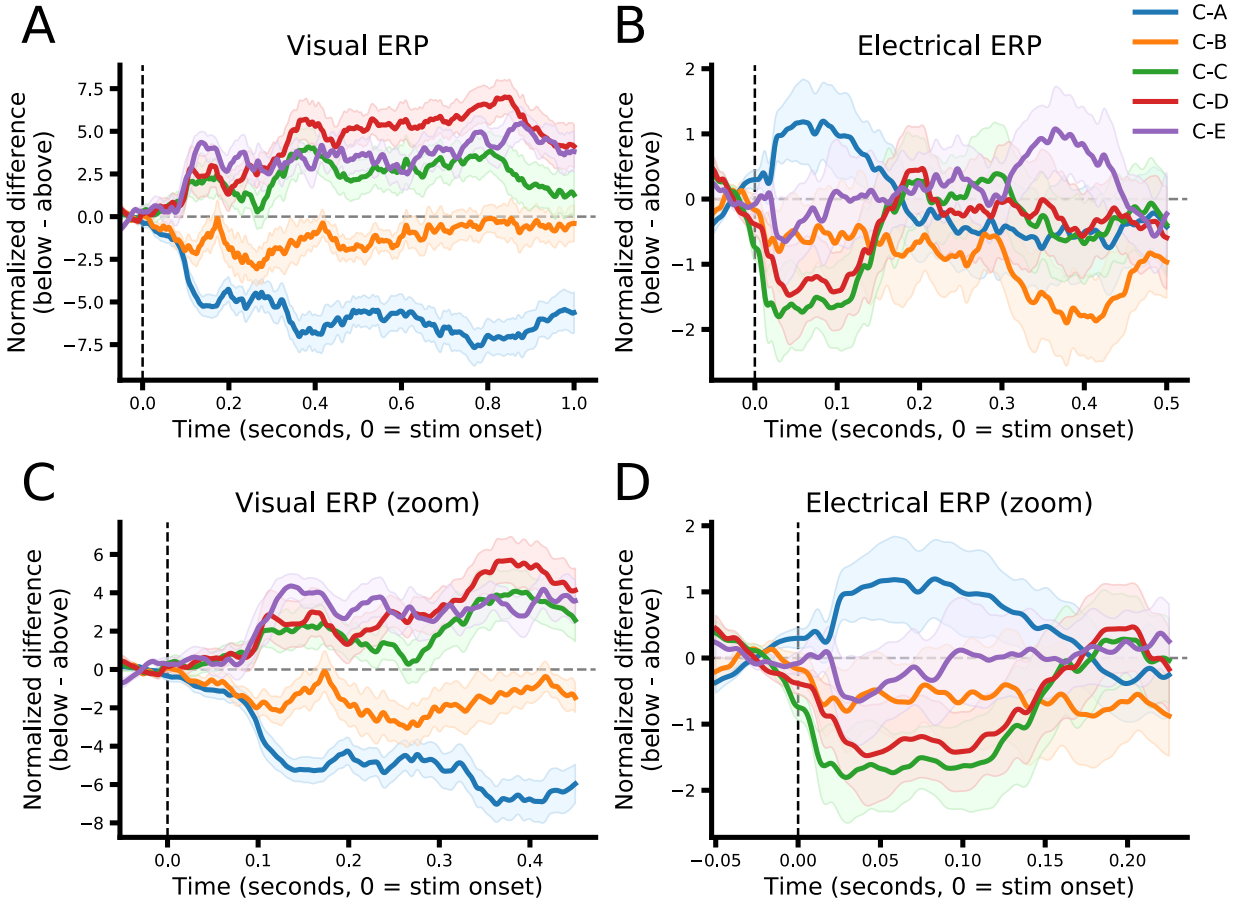 A
Visual ERP
Normalized difference
(below - above)
7.5
5.0
2.5
0.0
−2.5
−5.0
−7.5
0.0
0.2
0.4
0.6
0.8
1.0
Time (seconds, 0 = stim onset)
B
Electrical ERP
Normalized difference
(below - above)
2
1
0
−1
−2
0.0
0.1
0.2
0.3
0.4
0.5
Time (seconds, 0 = stim onset)
C-A
C-B
C-C
C-D
C-E
C
Visual ERP (zoom)
Normalized difference
(below - above)
6
4
2
0
−2
−4
−6
−8
0.0
0.1
0.2
0.3
0.4
Time (seconds, 0 = stim onset)
D
Electrical ERP (zoom)
Normalized difference
(below - above)
2
1
0
−1
−2
−0.05
0.00
0.05
0.10
0.15
0.20
Time (seconds, 0 = stim onset)